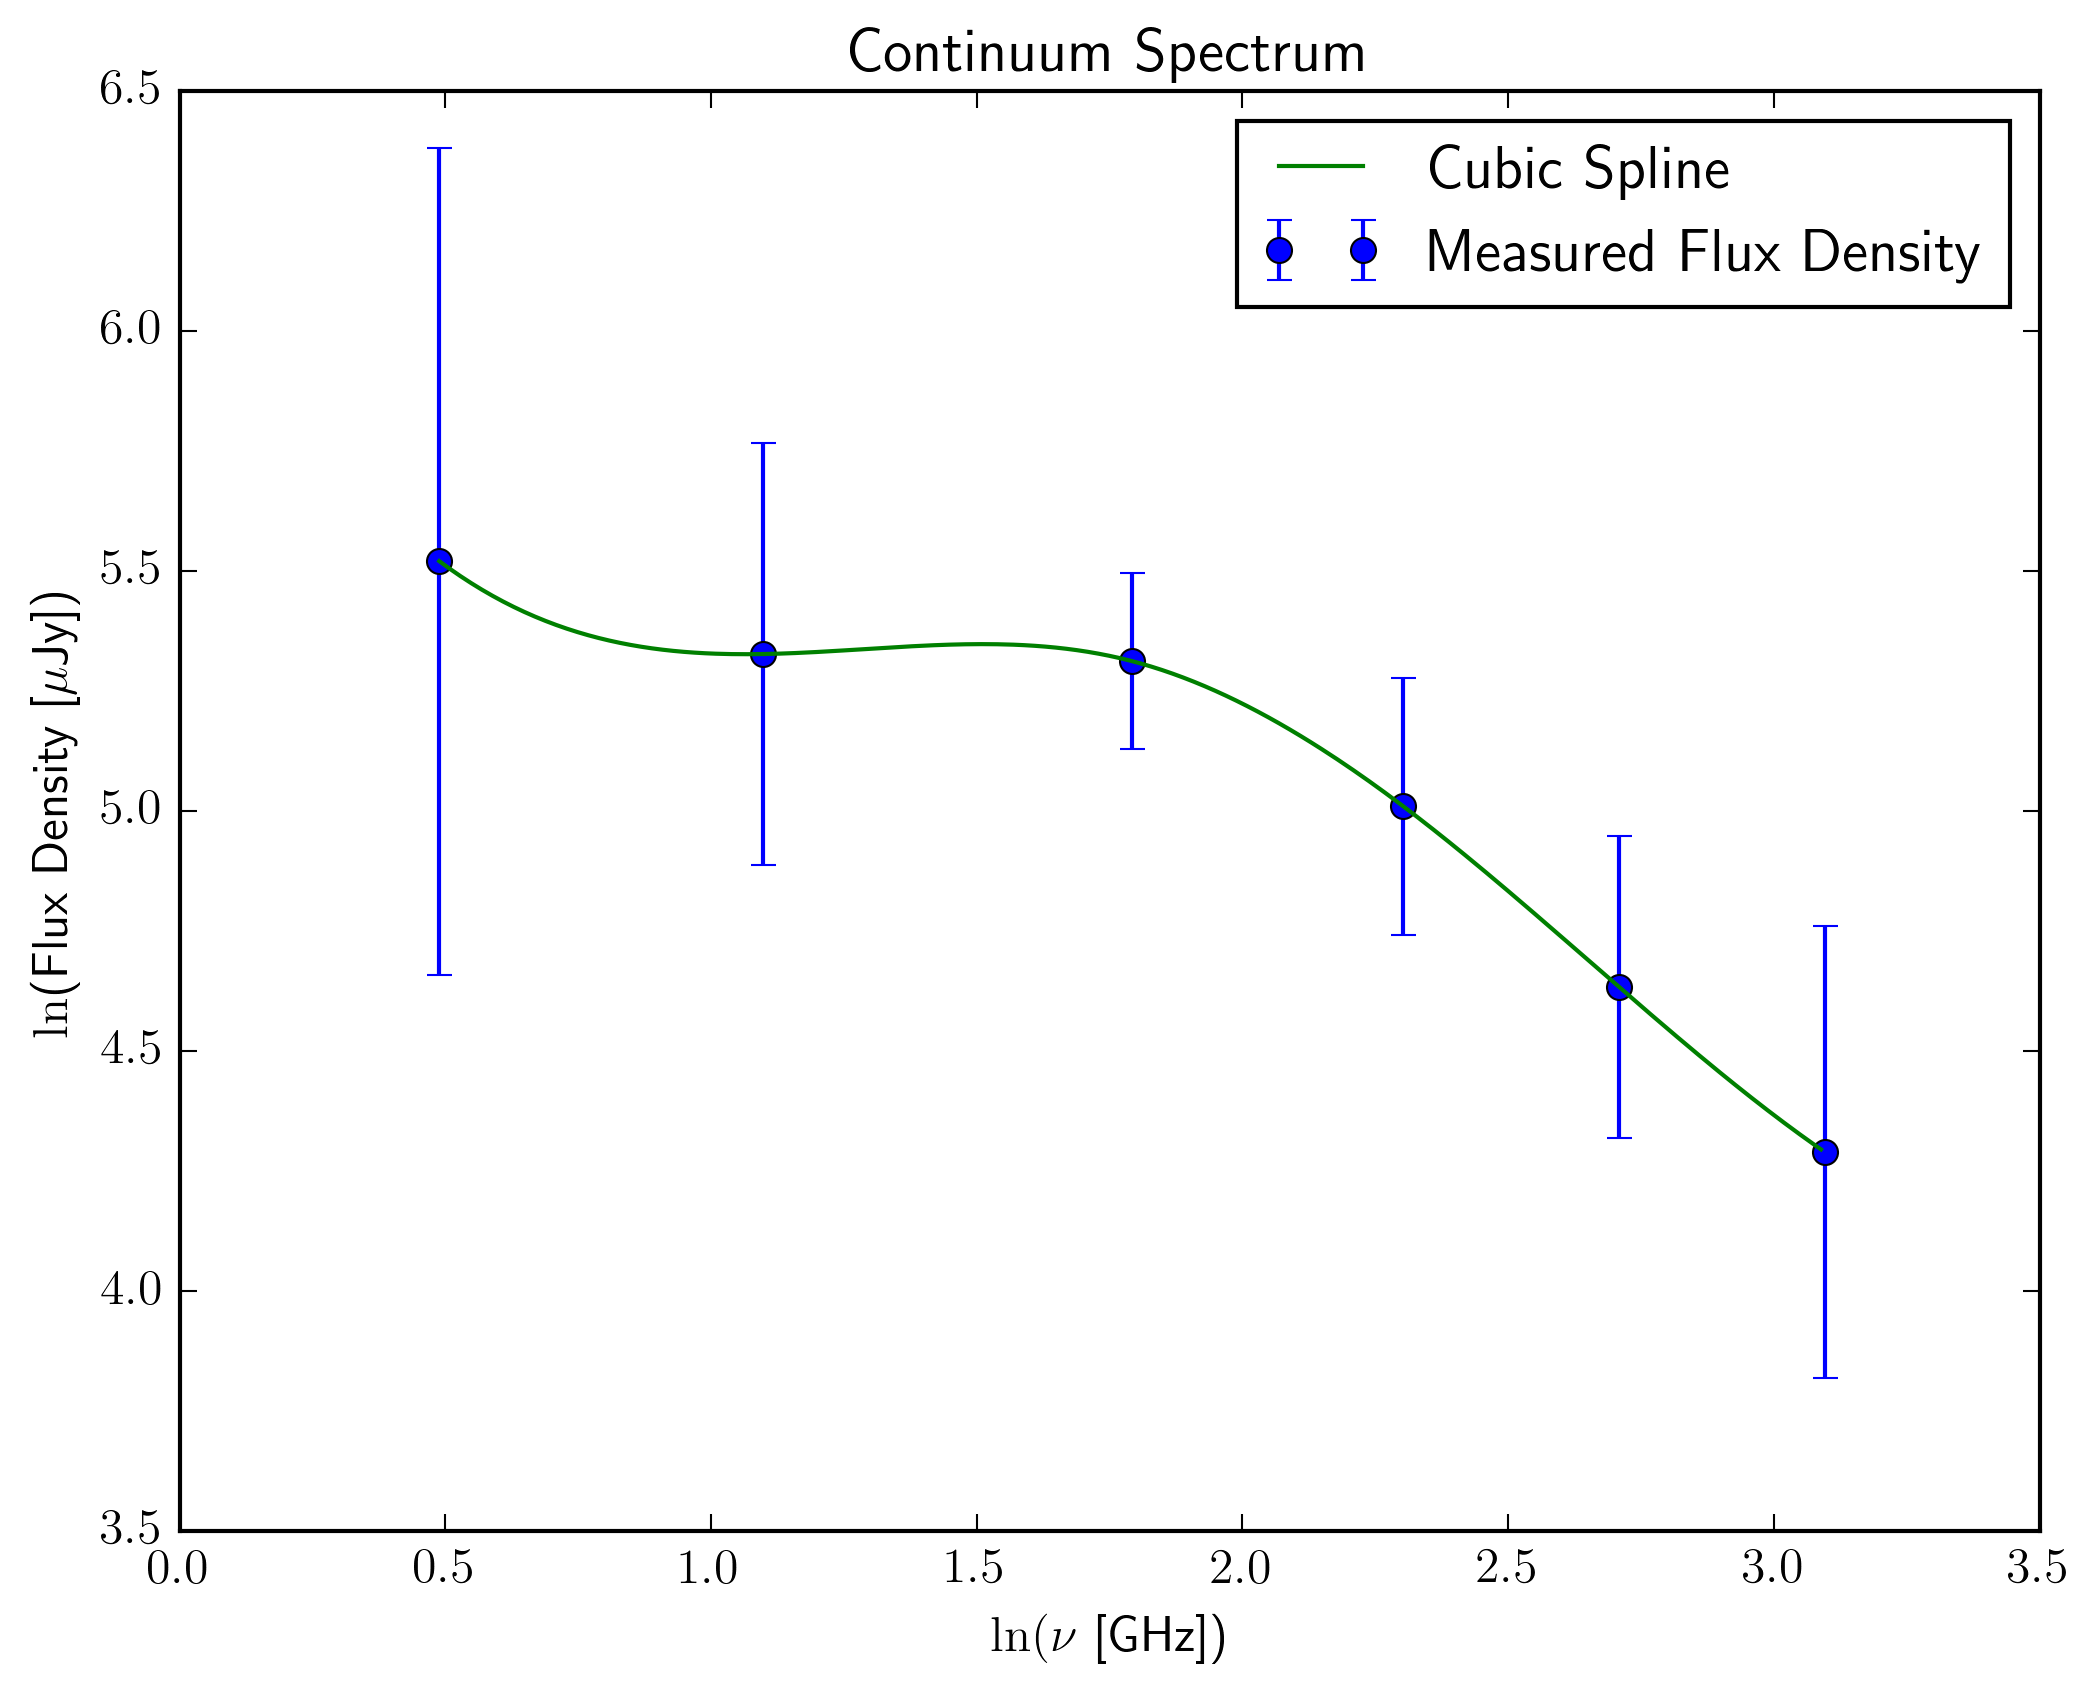 Continuum Spectrum
Cubic Spline
Measured Flux Density
ln(Flux Density [μJy])
6.5
6.0
5.5
5.0
4.5
4.0
3.5
0.0 0.5 1.0 1.5 2.0 2.5 3.0 3.5
ln(ν [GHz])